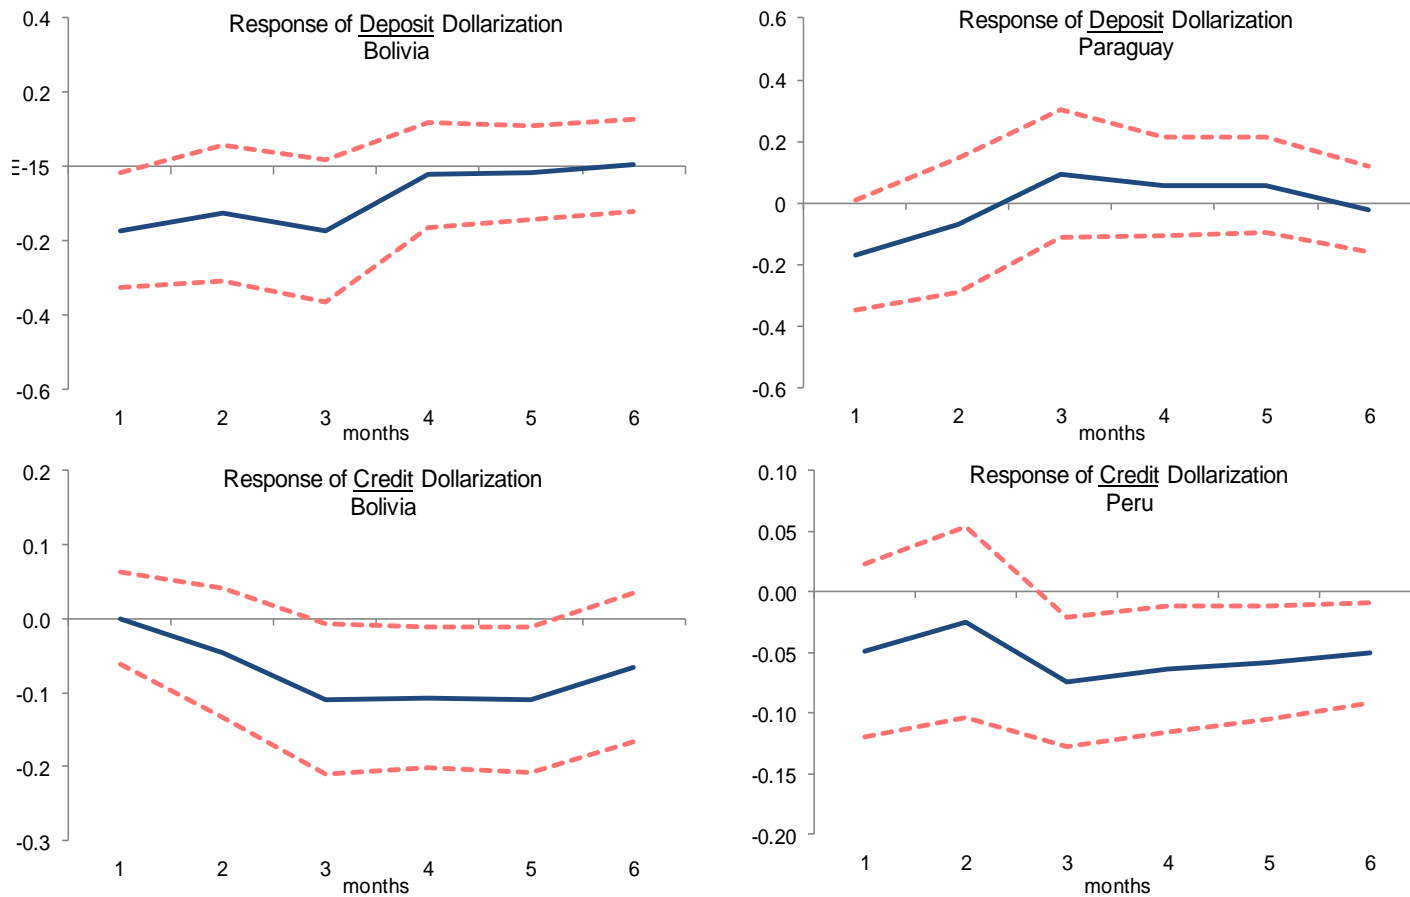 Response of Deposit Dollarization
Bolivia
0.4
0.2
E-15
-0.2
-0.4
-0.6
1 2 3 4 5 6
months
Response of Deposit Dollarization
Paraguay
0.6
0.4
0.2
0
-0.2
-0.4
-0.6
1 2 3 4 5 6
months
Response of Credit Dollarization
Bolivia
0.2
0.1
0.0
-0.1
-0.2
-0.3
1 2 3 4 5 6
months
Response of Credit Dollarization
Peru
0.10
0.05
0.00
-0.05
-0.10
-0.15
-0.20
1 2 3 4 5 6
months